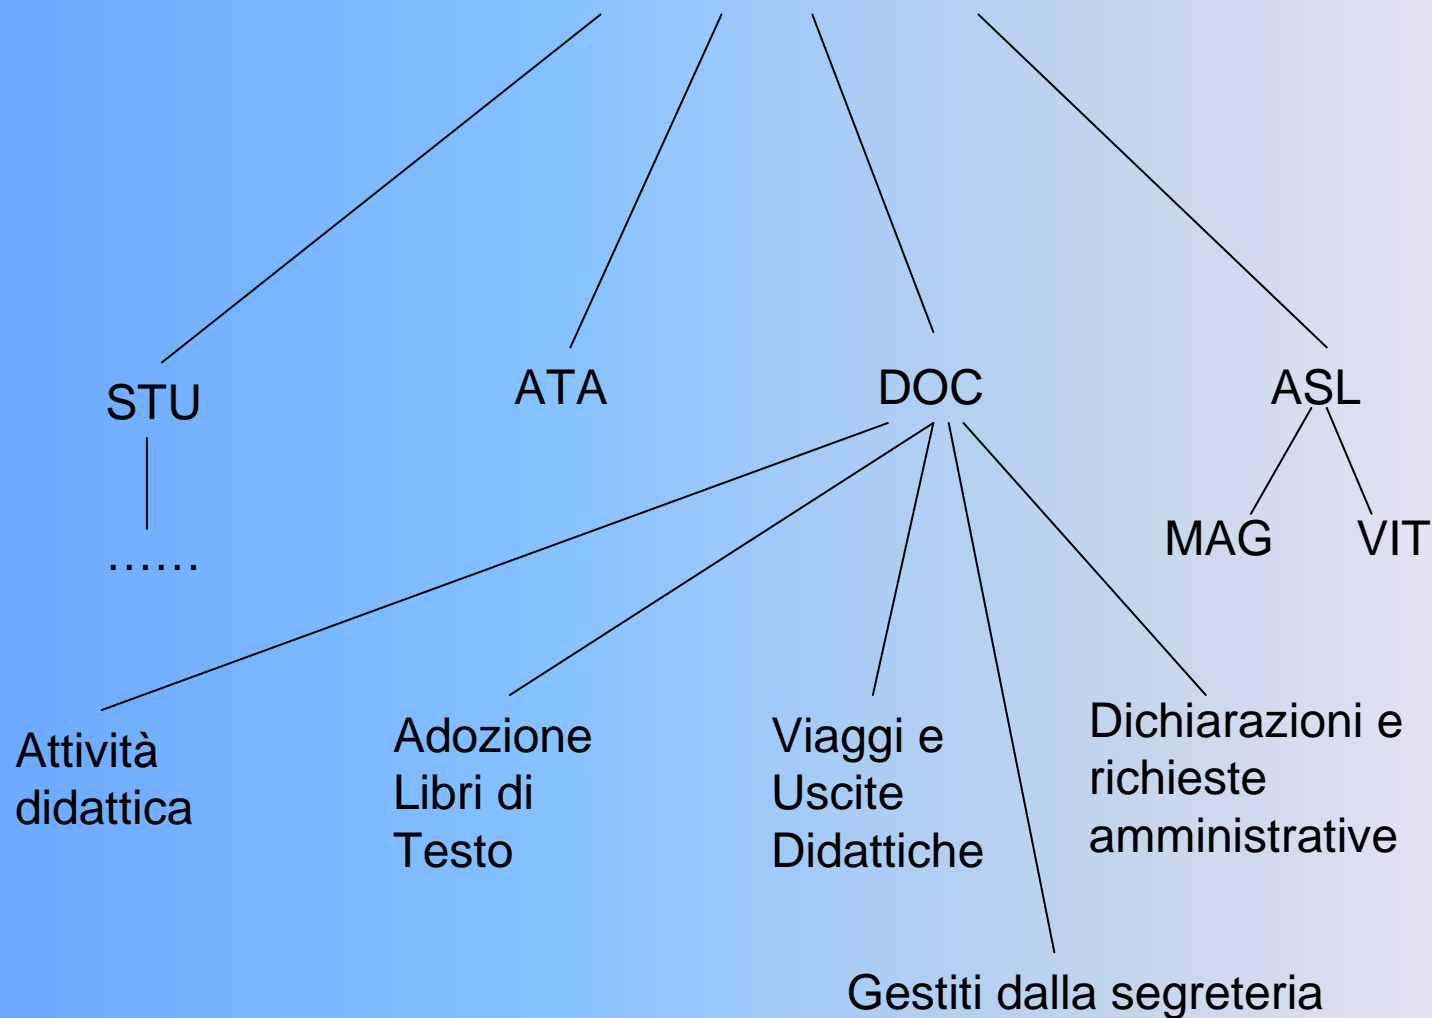 STU
ATA
DOC
ASL
MAG
VIT
……
Attività
didattica
Adozione
Libri di
Testo
Viaggi e
Uscite
Didattiche
Dichiarazioni e
richieste
amministrative
Gestiti dalla segreteria